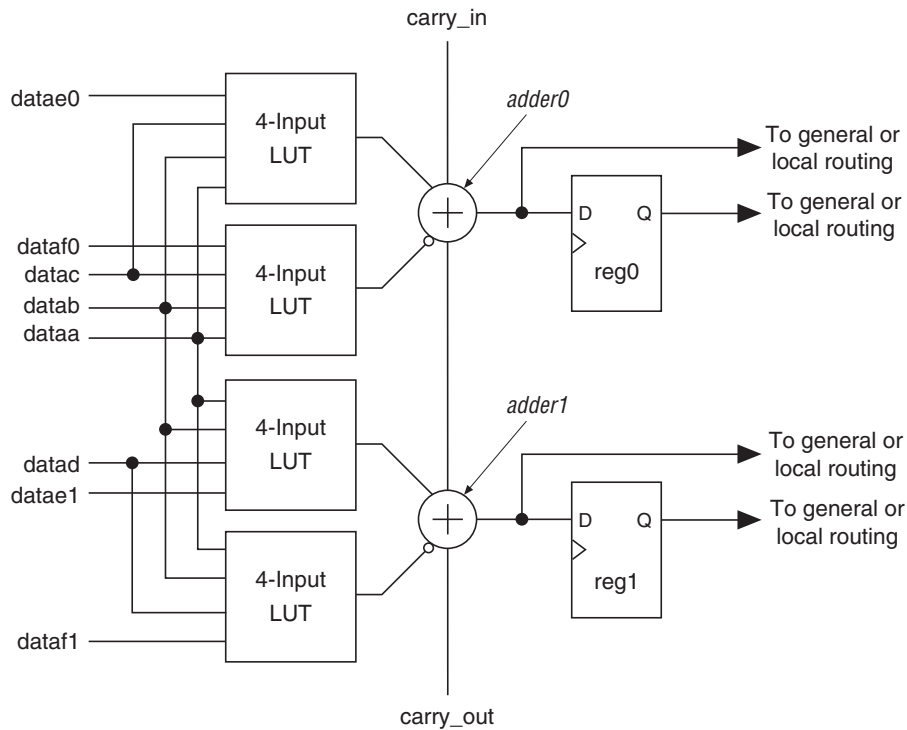 carry_in
datae0
4-Input
LUT
adder0
To general or
local routing
D Q
reg0
To general or
local routing
dataf0
datac
datab
dataa
4-Input
LUT
4-Input
LUT
adder1
To general or
local routing
datad
datae1
D Q
reg1
To general or
local routing
4-Input
LUT
dataf1
carry_out